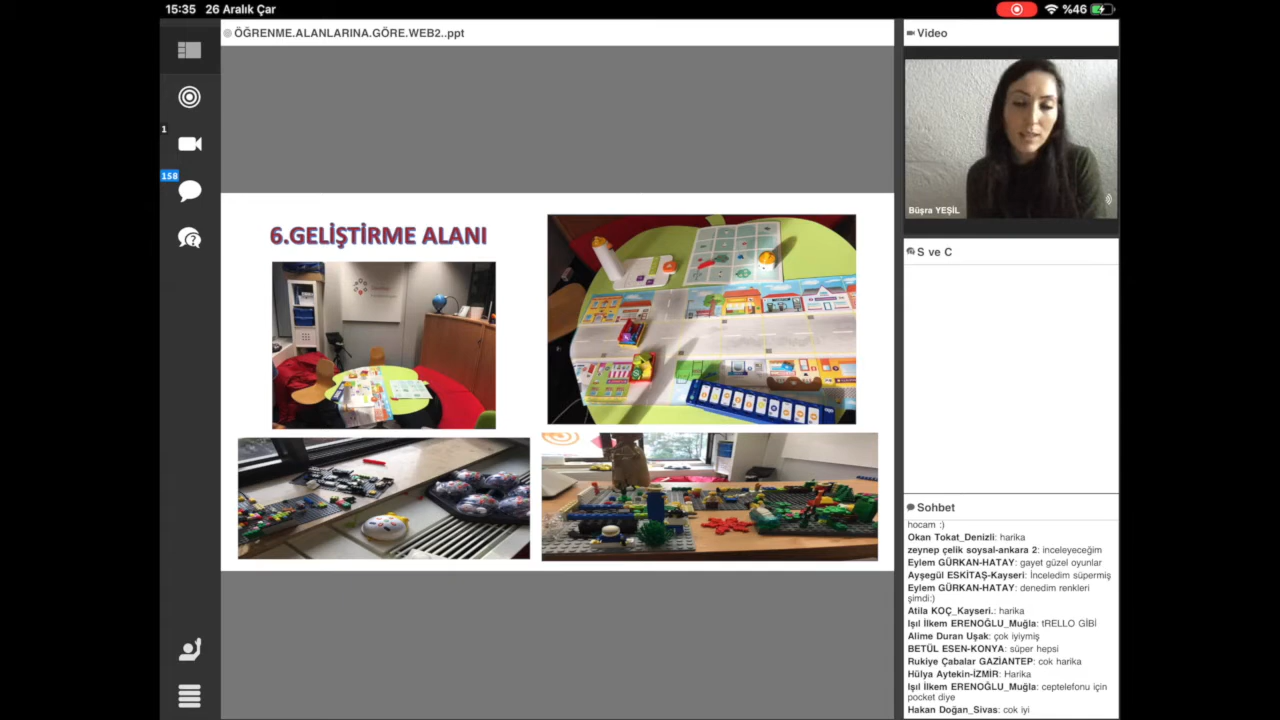 15:35 26 Aralık Çar
%46
ÖĞRENME.ALANLARINA.GÖRE.WEB2..ppt
1
158
6.GELİŞTİRME ALANI
Video
Büşra YEŞİL
S ve C
Sohbet
hocam :)
Okan Tokat_Denizli: harika
zeynep çelik soysal-ankara 2: inceleyeceğim
Eylem GÜRKAN-HATAY: gayet güzel oyunlar
Ayşegül ESKİTAŞ-Kayseri: İnceledim süpermiş
Eylem GÜRKAN-HATAY: denedim renkleri
şimdi:)
Atila KOÇ_Kayseri.: harika
Işıl İlkem ERENOĞLU_Muğla: tRELLO GİBİ
Alime Duran Uşak: çok iyiymiş
BETÜL ESEN-KONYA: süper hepsi
Rukiye Çabalar GAZİANTEP: cok harika
Hülya Aytekin-İZMİR: Harika
Işıl İlkem ERENOĞLU_Muğla: ceptelefonu için
pocket diye
Hakan Doğan_Sivas: cok iyi